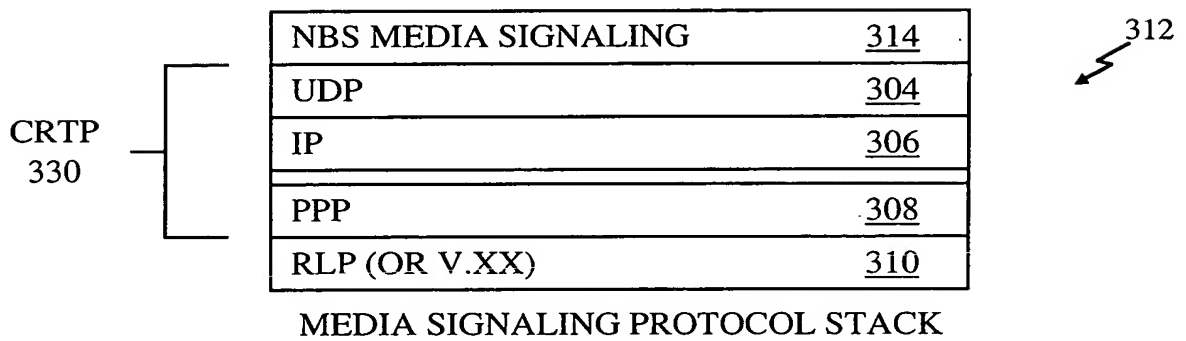 NBS MEDIA SIGNALING 314
312
UDP 304
CRTP
330
IP 306
PPP 308
RLP (OR V.XX) 310
MEDIA SIGNALING PROTOCOL STACK